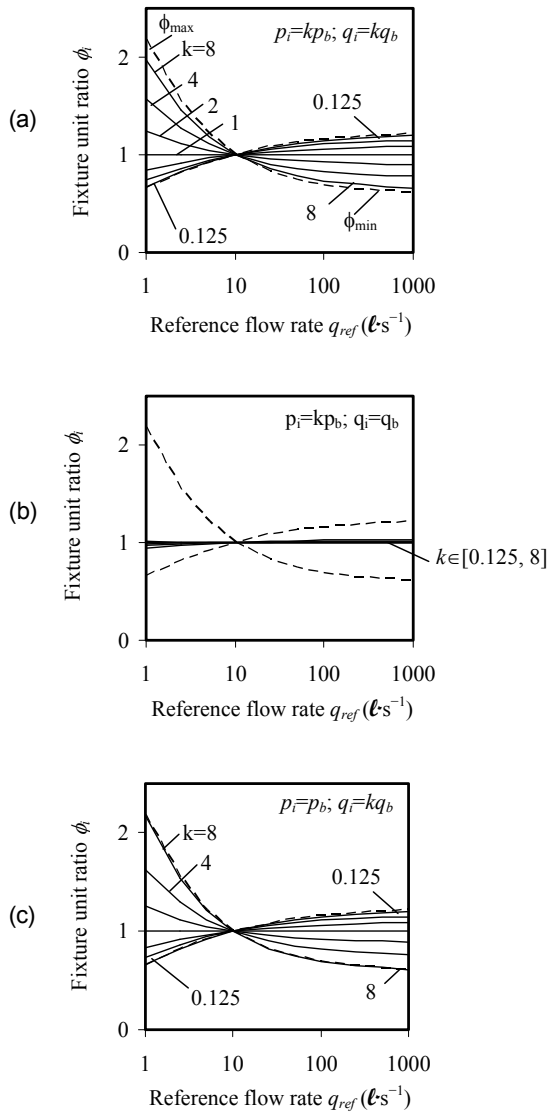 (a)
Fixture unit ratio ϕi
2
1
0
ϕmax
k=8
4
2
1
0.125
pi=kpb; qi=kqb
0.125
8
ϕmin
1 10 100 1000
Reference flow rate qref (ℓ·s−1)
(b)
Fixture unit ratio ϕi
2
1
0
pi=kpb; qi=qb
k∈[0.125, 8]
1 10 100 1000
Reference flow rate qref (ℓ·s−1)
(c)
Fixture unit ratio ϕi
2
1
0
k=8
4
0.125
pi=pb; qi=kqb
0.125
8
1 10 100 1000
Reference flow rate qref (ℓ·s−1)